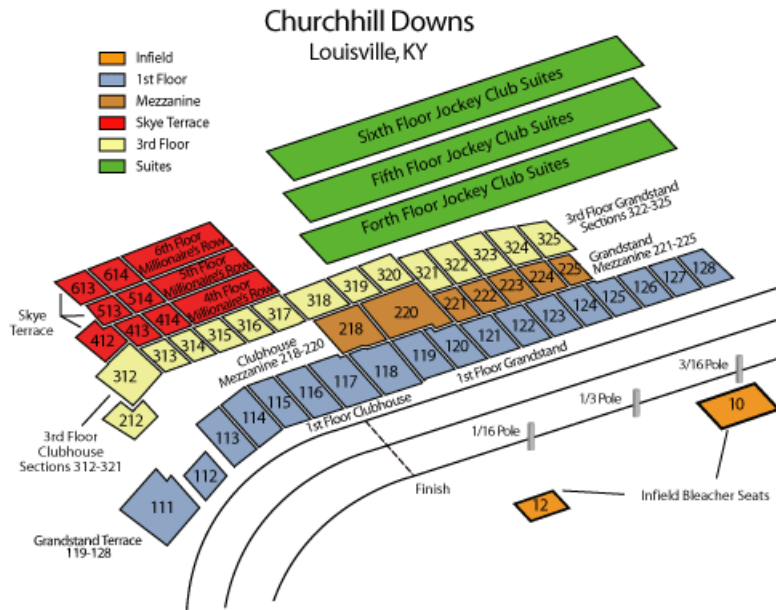 Churchhill Downs
Louisville, KY
Infield
1st Floor
Mezzanine
Skye Terrace
3rd Floor
Suites
Sixth Floor Jockey Club Suites
Fifth Floor Jockey Club Suites
Forth Floor Jockey Club Suites
3rd Floor Grandstand
Sections 322-325
Grandstand
Mezzanine 221-225
6th Floor
Millionaire's Row
5th Floor
Millionaire's Row
4th Floor
Millionaire's Row
613
614
513
514
412
413
414
Skye
Terrace
312
313
314
315
316
317
318
319
320
321
322
323
324
325
212
3rd Floor
Clubhouse
Sections 312-321
Clubhouse
Mezzanine 218-220
218
220
221
222
223
224
225
111
112
113
114
115
116
117
118
119
120
121
122
123
124
125
126
127
128
1st Floor Clubhouse
1st Floor Grandstand
Grandstand Terrace
119-128
Finish
1/16 Pole
1/3 Pole
3/16 Pole
10
12
Infield Bleacher Seats